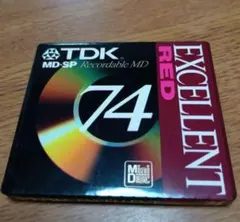 TDK
MD-SP Recordable MD
74
Mini
Disc
EXCELLENT
RED